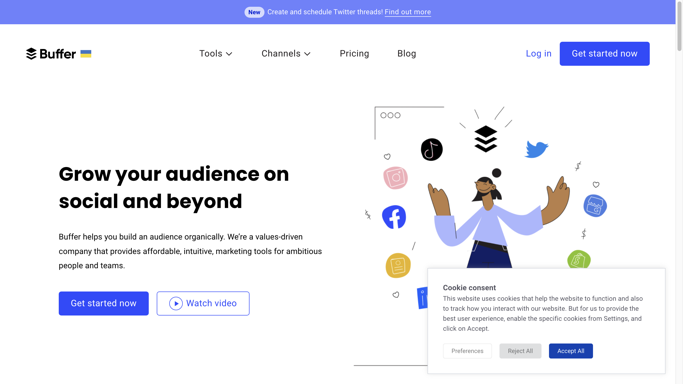 New Create and schedule Twitter threads! Find out more
Buffer
Tools Channels Pricing Blog
Log in Get started now
Grow your audience on
social and beyond
Buffer helps you build an audience organically. We're a values-driven
company that provides affordable, intuitive, marketing tools for ambitious
people and teams.
Get started now Watch video
Cookie consent
This website uses cookies that help the website to function and also
to track how you interact with our website. But for us to provide the
best user experience, enable the specific cookies from Settings, and
click on Accept.
Preferences Reject All Accept All